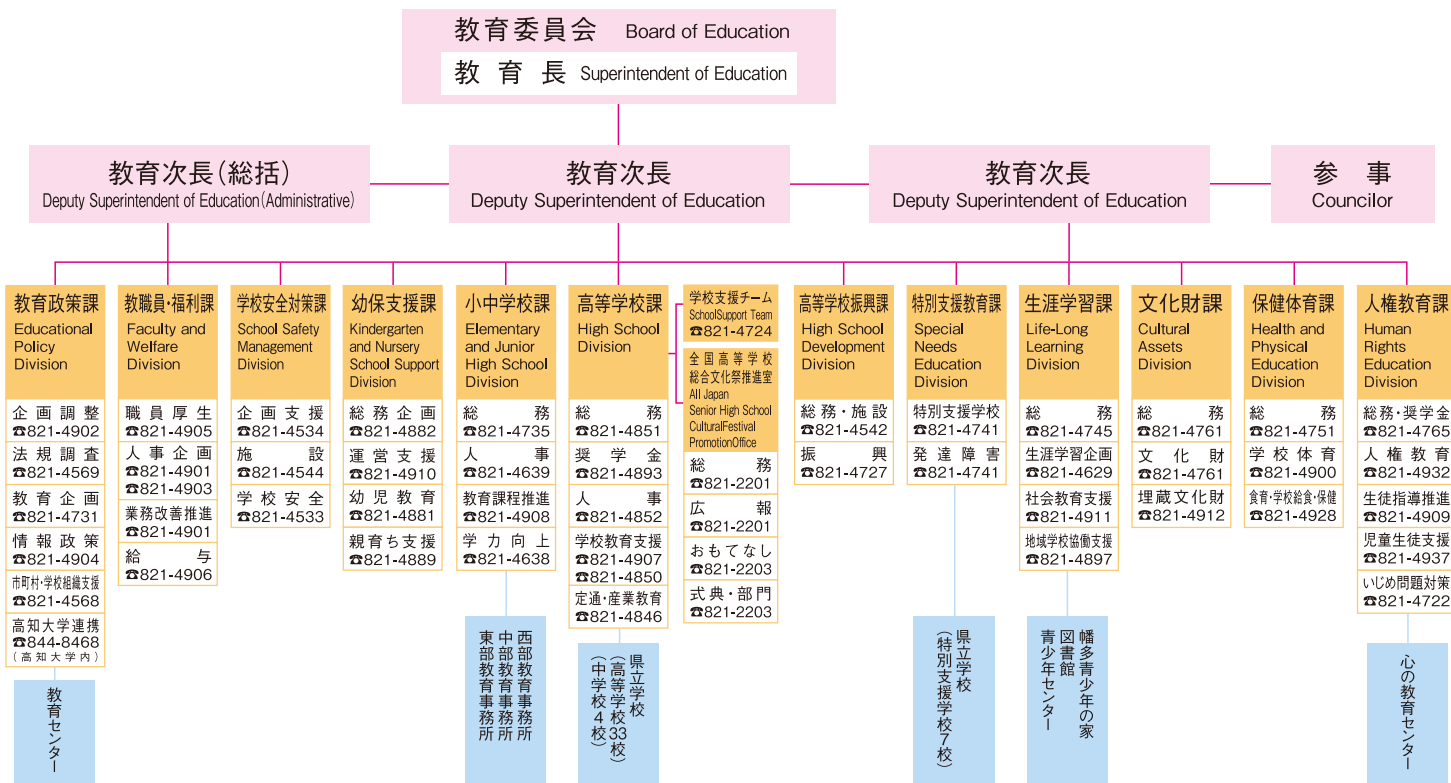 教育委員会 Board of Education
教育長 Superintendent of Education
教育次長(総括)
Deputy Superintendent of Education(Administrative)
教育次長
Deputy Superintendent of Education
教育次長
Deputy Superintendent of Education
参事
Councilor
教育政策課
Educational
Policy
Division
企画調整
☎821-4902
法規調査
☎821-4569
教育企画
☎821-4731
情報政策
☎821-4904
市町村・学校組織支援
☎821-4568
高知大学連携
☎844-8468
(高知大学内)
教育センター
教職員・福利課
Faculty and
Welfare
Division
職員厚生
☎821-4905
人事企画
☎821-4901
☎821-4903
業務改善推進
☎821-4901
給与
☎821-4906
学校安全対策課
School Safety
Management
Division
企画支援
☎821-4534
施設
☎821-4544
学校安全
☎821-4533
幼保支援課
Kindergarten
and Nursery
School Support
Division
総務企画
☎821-4882
運営支援
☎821-4910
幼児教育
☎821-4881
親育ち支援
☎821-4889
小中学校課
Elementary
and Junior
High School
Division
総務
☎821-4735
人事
☎821-4639
教育課程推進
☎821-4908
学力向上
☎821-4638
西部教育事務所
中部教育事務所
東部教育事務所
高等学校課
High School
Division
総務
☎821-4851
奨学金
☎821-4893
人事
☎821-4852
学校教育支援
☎821-4907
☎821-4850
定通・産業教育
☎821-4846
県立学校
(高等学校33校)
(中学校4校)
学校支援チーム
SchoolSupport Team
☎821-4724
全国高等学校
総合文化祭推進室
All Japan
Senior High School
CulturalFestival
PromotionOffice
総務
☎821-2201
広報
☎821-2201
おもてなし
☎821-2203
式典・部門
☎821-2203
高等学校振興課
High School
Development
Division
総務・施設
☎821-4542
振興
☎821-4727
特別支援教育課
Special
Needs
Education
Division
特別支援学校
☎821-4741
発達障害
☎821-4741
県立学校
(特別支援学校7校)
生涯学習課
Life-Long
Learning
Division
総務
☎821-4745
生涯学習企画
☎821-4629
社会教育支援
☎821-4911
地域学校協働支援
☎821-4897
幡多青少年の家
図書館
青少年センター
文化財課
Cultural
Assets
Division
総務
☎821-4761
文化財
☎821-4761
埋蔵文化財
☎821-4912
保健体育課
Health and
Physical
Education
Division
総務
☎821-4751
学校体育
☎821-4900
食育・学校給食・保健
☎821-4928
人権教育課
Human
Rights
Education
Division
総務・奨学金
☎821-4765
人権教育
☎821-4932
生徒指導推進
☎821-4909
児童生徒支援
☎821-4937
いじめ問題対策
☎821-4722
心の教育センター